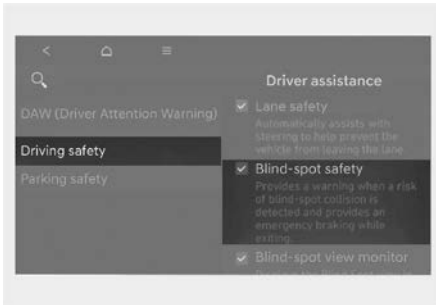 Driver assistance
DAW (Driver Attention Warning)
Driving safety
Parking safety
Lane safety
Automatically assists with
steering to help prevent the
vehicle from leaving the lane.
Blind-spot safety
Provides a warning when a risk
of blind-spot collision is
detected and provides an
emergency braking while
exiting.
Blind-spot view monitor